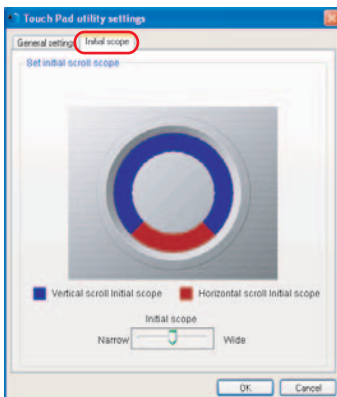 Touch Pad utility settings
General setting Initial scope
Set initial scroll scope
Vertical scroll Initial scope Horizontal scroll Initial scope
Initial scope
Narrow Wide
OK Cancel